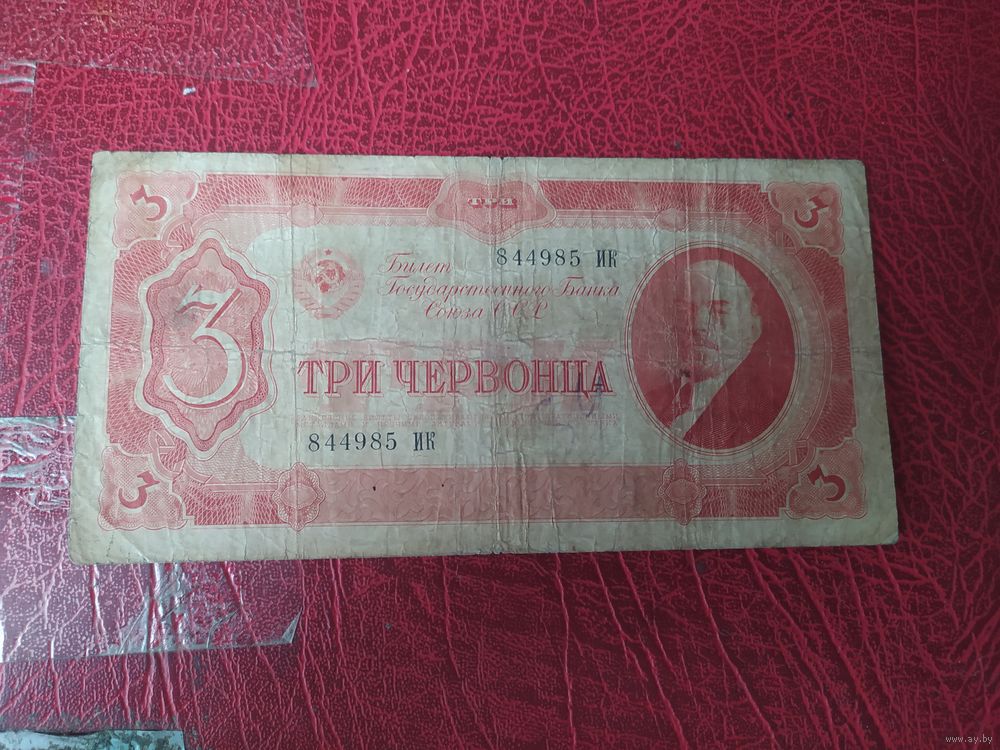 3 ТРИ 3
Билет 844985 ИК
Государственного Банка
Союза ССР
3
ТРИ ЧЕРВОНЦА
844985 ИК
3 3
www.ay.by